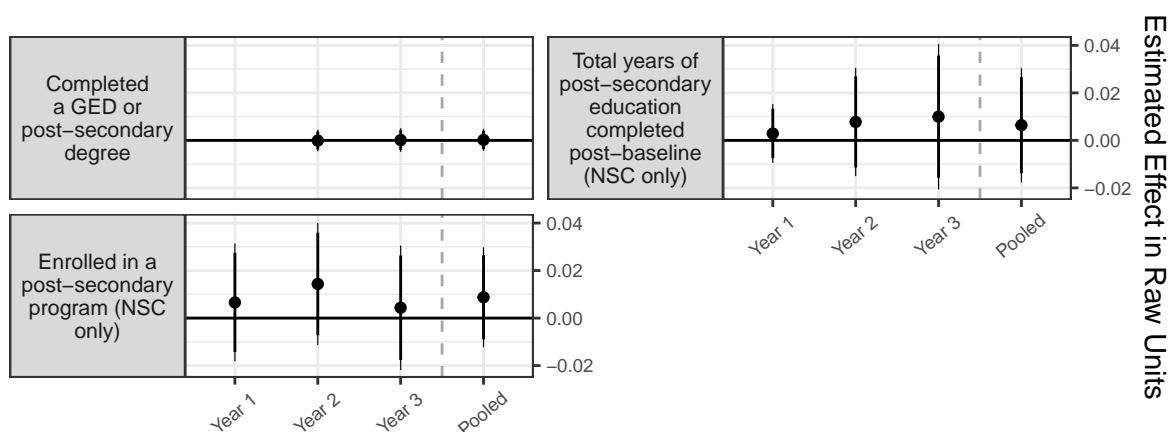 Completed
a GED or
post−secondary
degree
Total years of
post−secondary
education
completed
post−baseline
(NSC only)
0.04
0.02
0.00
−0.02
Year 1
Year 2
Year 3
Pooled
Enrolled in a
post−secondary
program (NSC
only)
0.04
0.02
0.00
−0.02
Year 1
Year 2
Year 3
Pooled
Estimated Effect in Raw Units